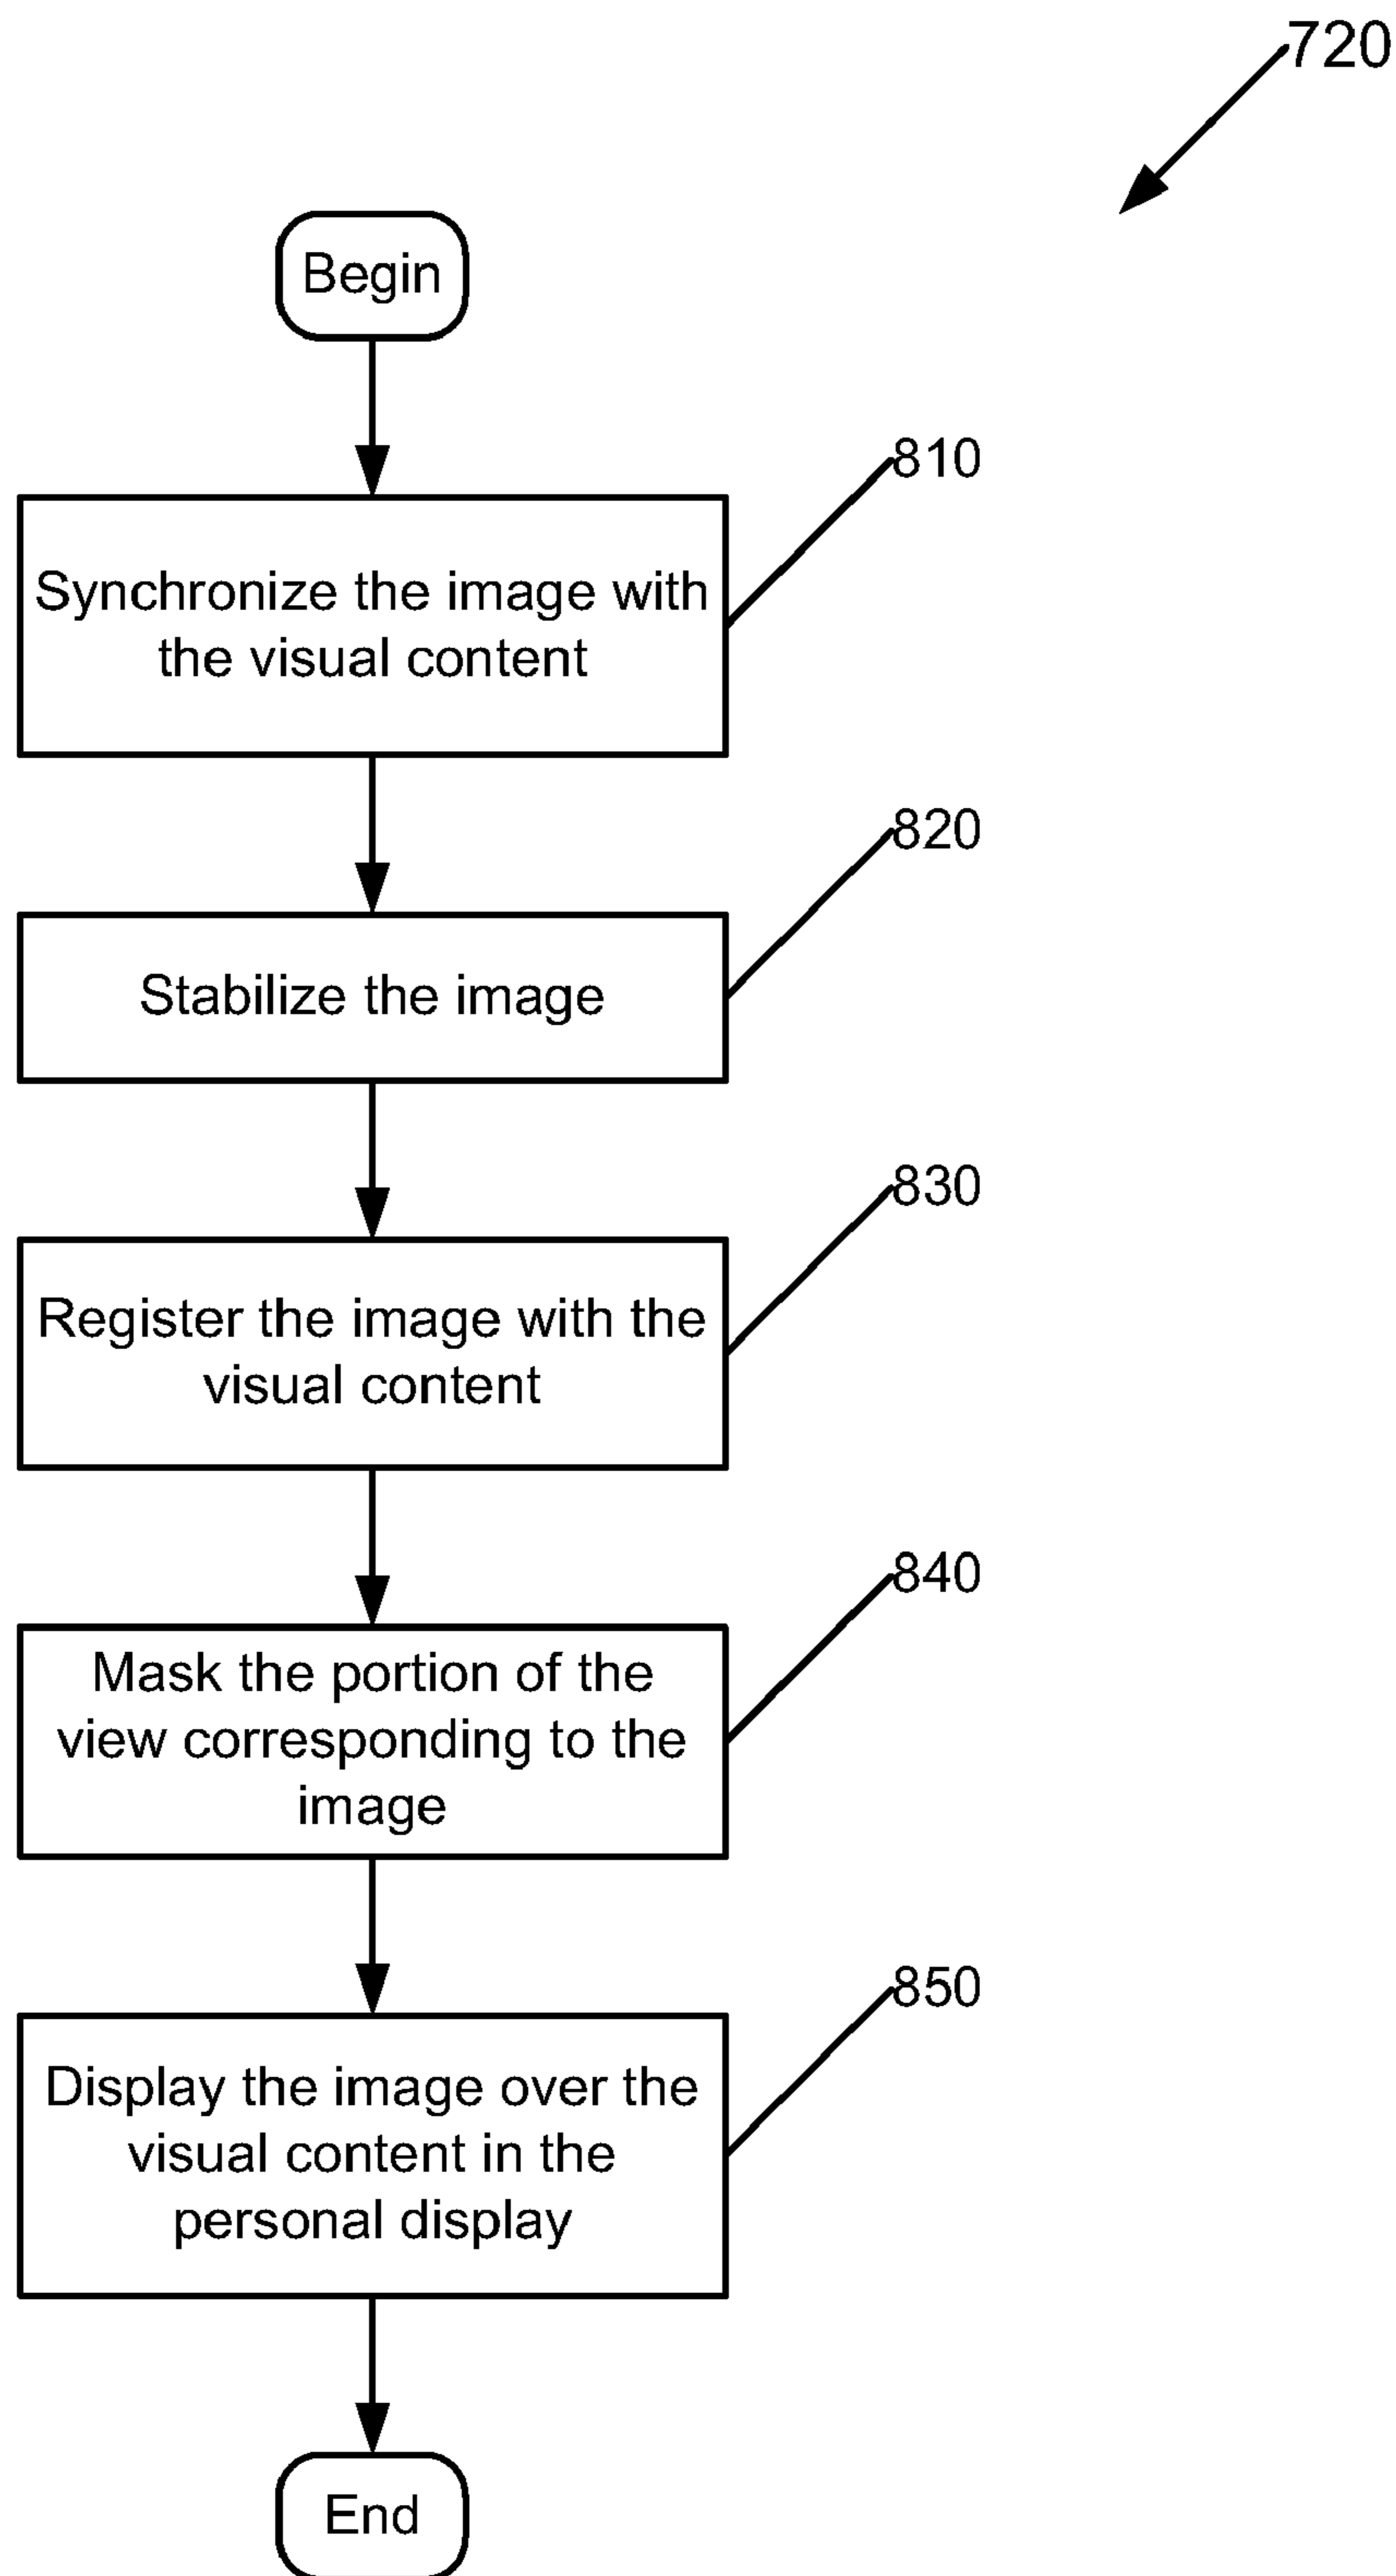 720
Begin
810
Synchronize the image with
the visual content
820
Stabilize the image
830
Register the image with the
visual content
840
Mask the portion of the
view corresponding to the
image
850
Display the image over the
visual content in the
personal display
End